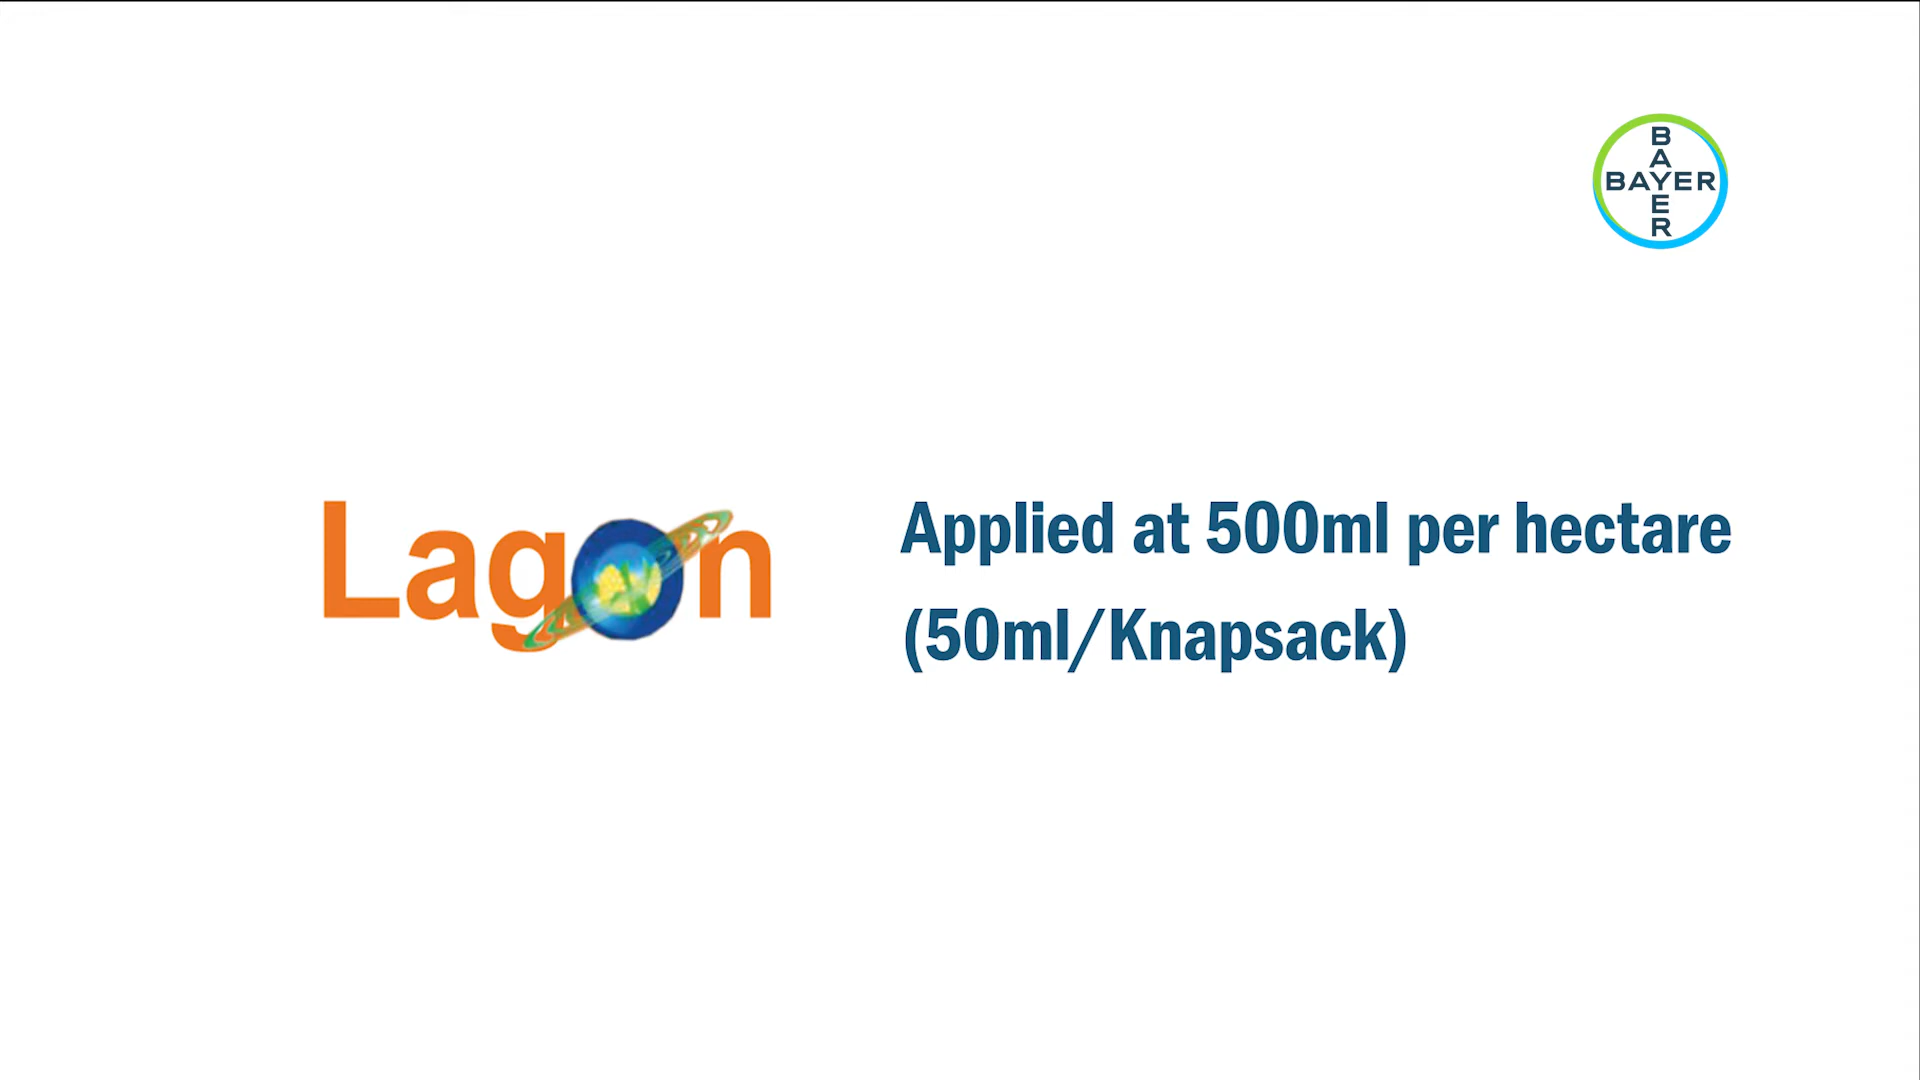 BAYER
BAYER
Lagon
Applied at 500ml per hectare
(50ml/Knapsack)